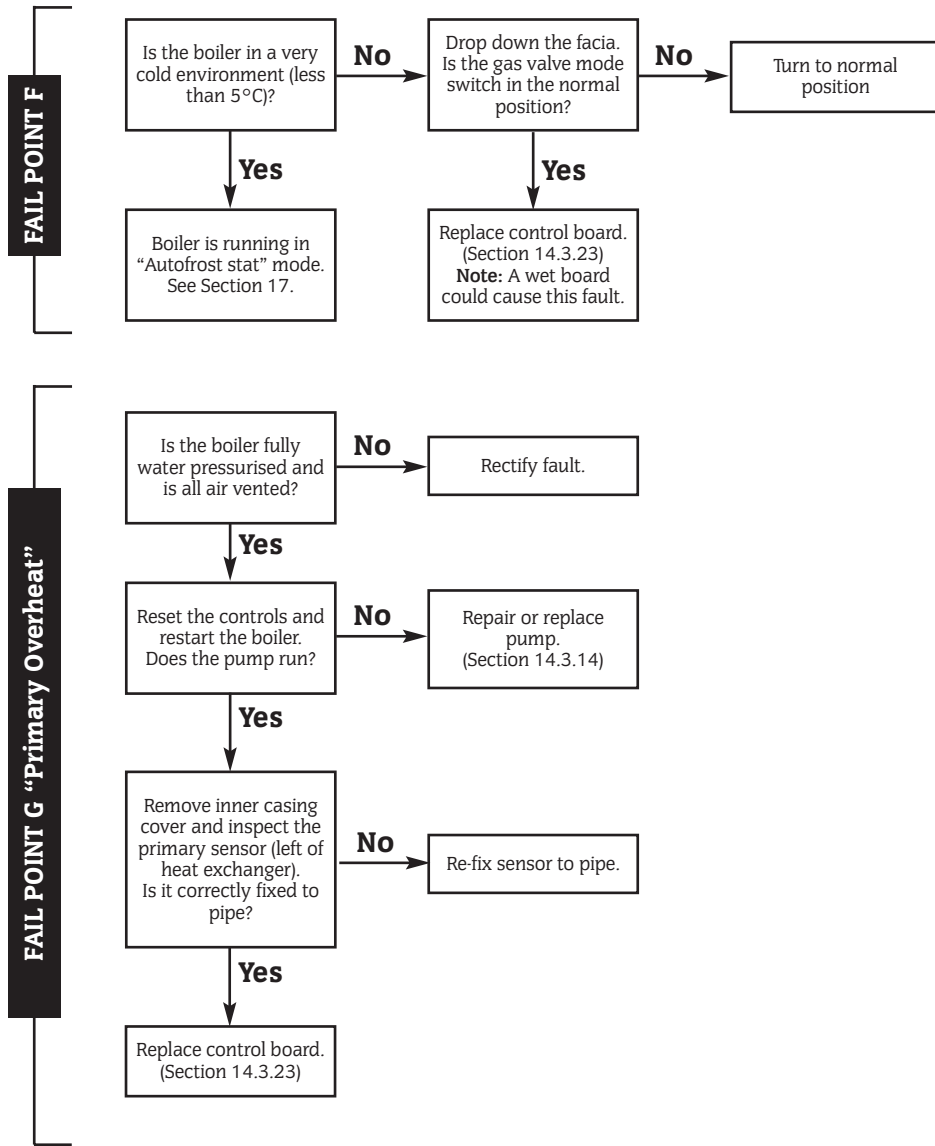 FAIL POINT F
Is the boiler in a very
cold environment (less
than 5°C)?
No
Drop down the facia.
Is the gas valve mode
switch in the normal
position?
No
Turn to normal
position
Yes
Yes
Boiler is running in
“Autofrost stat” mode.
See Section 17.
Replace control board.
(Section 14.3.23)
Note: A wet board
could cause this fault.
FAIL POINT G “Primary Overheat”
Is the boiler fully
water pressurised and
is all air vented?
No
Rectify fault.
Yes
Reset the controls and
restart the boiler.
Does the pump run?
No
Repair or replace
pump.
(Section 14.3.14)
Yes
Remove inner casing
cover and inspect the
primary sensor (left of
heat exchanger).
Is it correctly fixed to
pipe?
No
Re-fix sensor to pipe.
Yes
Replace control board.
(Section 14.3.23)